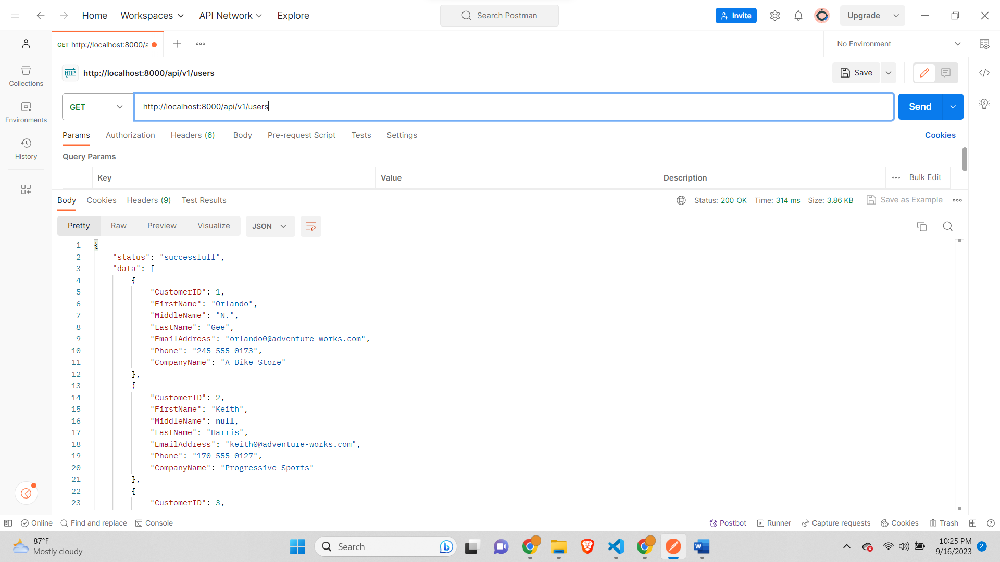 Home Workspaces API Network Explore Search Postman Invite Upgrade
GET http://localhost:8000/a No Environment
HTTP http://localhost:8000/api/v1/users Save
Collections
GET http://localhost:8000/api/v1/users Send
Environments
Params Authorization Headers (6) Body Pre-request Script Tests Settings Cookies
History
Query Params
Key Value Description Bulk Edit
Body Cookies Headers (9) Test Results Status: 200 OK Time: 314 ms Size: 3.86 KB Save as Example
Pretty Raw Preview Visualize JSON
1 {
2 "status": "successfull",
3 "data": [
4 {
5 "CustomerID": 1,
6 "FirstName": "Orlando",
7 "MiddleName": "N.",
8 "LastName": "Gee",
9 "EmailAddress": "orlando0@adventure-works.com",
10 "Phone": "245-555-0173",
11 "CompanyName": "A Bike Store"
12 },
13 {
14 "CustomerID": 2,
15 "FirstName": "Keith",
16 "MiddleName": null,
17 "LastName": "Harris",
18 "EmailAddress": "keith0@adventure-works.com",
19 "Phone": "170-555-0127",
20 "CompanyName": "Progressive Sports"
21 },
22 {
23 "CustomerID": 3,
Online Find and replace Console Postbot Runner Capture requests Cookies Trash
87°F
Mostly cloudy
Search
W
10:25 PM
9/16/2023
2